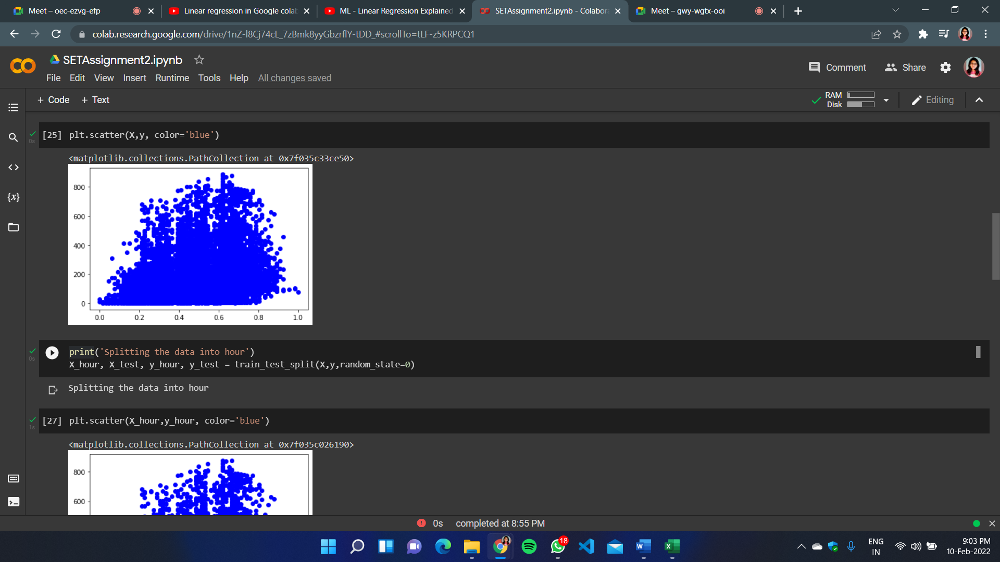 Meet – oec-ezvg-efp
Linear regression in Google colab
ML - Linear Regression Explained
SETAssignment2.ipynb - Colabora
Meet – gwy-wgtx-ooi
colab.research.google.com/drive/1nZ-l8Cj74cL_7zBmk8yyGbzrflY-tDD_#scrollTo=tLF-z5KRPCQ1
SETAssignment2.ipynb
Comment
Share
File Edit View Insert Runtime Tools Help All changes saved
+ Code + Text
RAM
Disk
Editing
0s
[25] plt.scatter(X,y, color='blue')
<matplotlib.collections.PathCollection at 0x7f035c33ce50>
800
600
400
200
0
0.0 0.2 0.4 0.6 0.8 1.0
{x}
0s
print('Splitting the data into hour')
X_hour, X_test, y_hour, y_test = train_test_split(X,y,random_state=0)
Splitting the data into hour
1s
[27] plt.scatter(X_hour,y_hour, color='blue')
<matplotlib.collections.PathCollection at 0x7f035c026190>
800
600
0s completed at 8:55 PM
18
ENG
IN
9:03 PM
10-Feb-2022